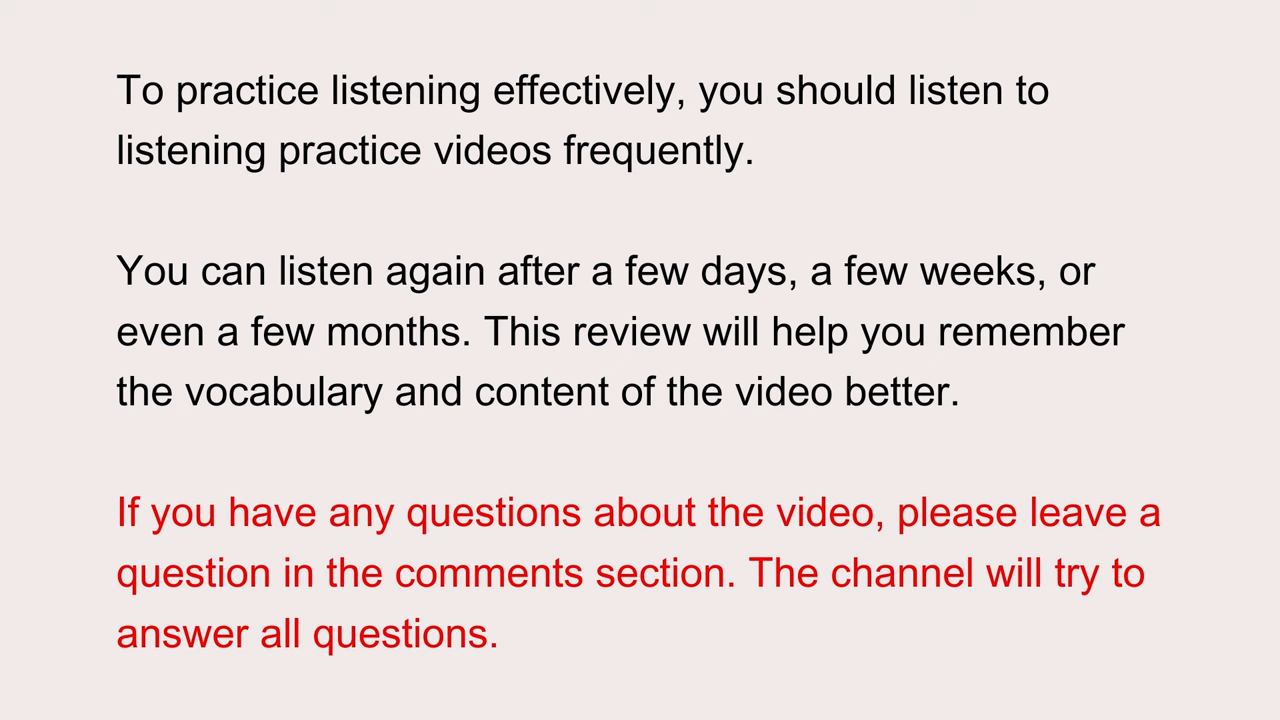 To practice listening effectively, you should listen to
listening practice videos frequently.
You can listen again after a few days, a few weeks, or
even a few months. This review will help you remember
the vocabulary and content of the video better.
If you have any questions about the video, please leave a
question in the comments section. The channel will try to
answer all questions.